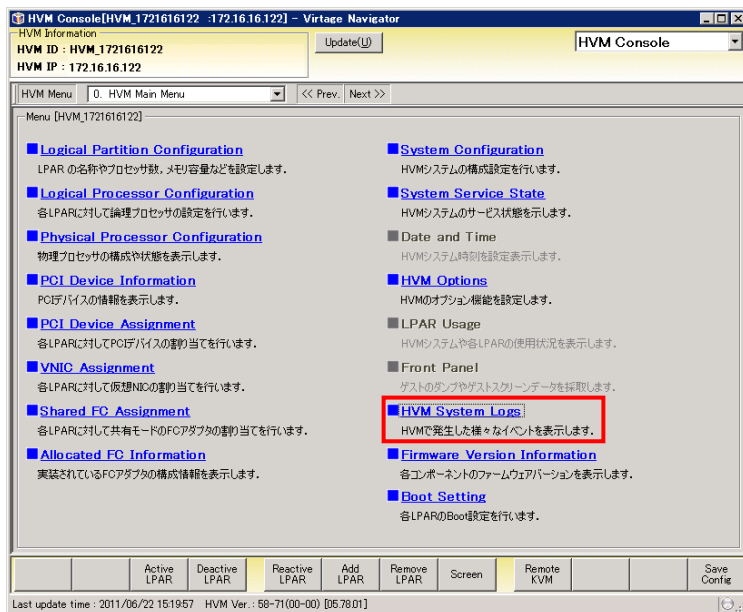 HVM Console[HVM_1721616122 :172.16.16.122] - Virtage Navigator
HVM Information
HVM ID : HVM_1721616122
HVM IP : 172.16.16.122
Update(U)
HVM Console
HVM Menu
0. HVM Main Menu
<< Prev.
Next >>
Menu [HVM_1721616122]
Logical Partition Configuration
LPAR の名称やプロセッサ数, メモリ容量などを設定します。
Logical Processor Configuration
各LPARに対して論理プロセッサの設定を行います。
Physical Processor Configuration
物理プロセッサの構成や状態を表示します。
PCI Device Information
PCIデバイスの情報を表示します。
PCI Device Assignment
各LPARに対してPCIデバイスの割り当てを行います。
VNIC Assignment
各LPARに対して仮想NICの割り当てを行います。
Shared FC Assignment
各LPARに対して共有モードのFCアダプタの割り当てを行います。
Allocated FC Information
実装されているFCアダプタの構成情報を表示します。
System Configuration
HVMシステムの構成設定を行います。
System Service State
HVMシステムのサービス状態を示します。
Date and Time
HVMシステム時刻を設定表示します。
HVM Options
HVMのオプション機能を設定します。
LPAR Usage
HVMシステムや各LPARの使用状況を表示します。
Front Panel
ゲストのダンプやゲストスクリーンデータを採取します。
HVM System Logs
HVMで発生した様々なイベントを表示します。
Firmware Version Information
各コンポーネントのファームウェアバージョンを表示します。
Boot Setting
各LPARのBoot設定を行います。
Active LPAR
Deactive LPAR
Reactive LPAR
Add LPAR
Remove LPAR
Screen
Remote KVM
Save Config
Last update time : 2011/06/22 15:19:57 HVM Ver. : 58-71(00-00) [05.78.01]